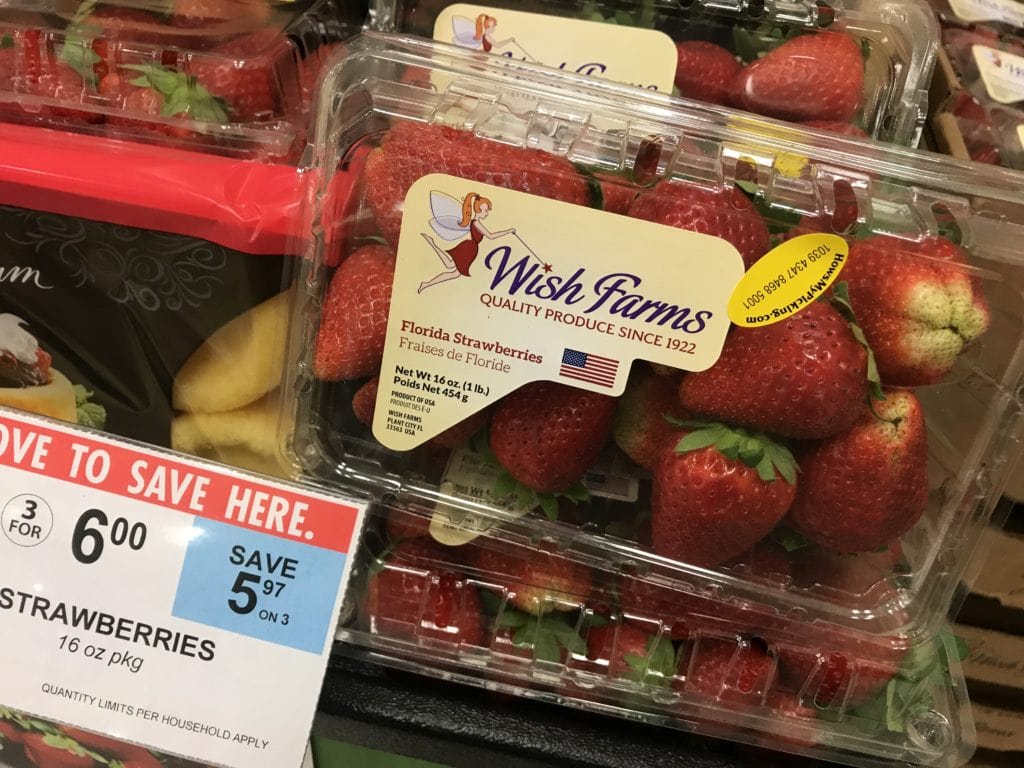 Wish Farms
QUALITY PRODUCE SINCE 1922
Florida Strawberries
Fraises de Floride
Net Wt 16 oz. (1 lb.)
Poids Net 454 g
PRODUCT OF USA
PRODUIT DES É-U
WISH FARMS
PLANT CITY FL
33563 USA
HowsMyPicking.com
1039 4347 8468 5001
OVE TO SAVE HERE.
3
FOR
6.00
SAVE
5.97
ON 3
STRAWBERRIES
16 oz pkg
QUANTITY LIMITS PER HOUSEHOLD APPLY